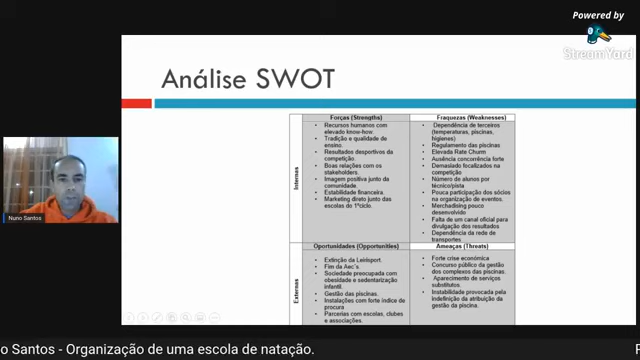 Powered by
StreamYard
Análise SWOT
Forças (Strengths)
Recursos humanos com
elevado know-how
Tradição e qualidade de
ensino.
Resultados desportivos da
competição.
Boas relações com os
stakeholders.
Imagem positiva junto da
comunidade.
Estabilidade financeira.
Marketing direto junto das
escolas do 1ºciclo.
Fraquezas (Weaknesses)
Dependência de terceiros
(temperaturas, piscinas,
higienes)
Regulamento das piscinas
Elevada Rate Churm
Ausência concorrência forte
Demasiado focalizados na
competição
Número de alunos por
técnico/pista
Pouca participação dos sócios
na organização de eventos.
Merchadising pouco
desenvolvido
Falta de um canal oficial para
divulgação dos resultados
Dependência da rede de
transportes
Internas
Oportunidades (Opportunities)
Extinção da Leirisport.
Fim da Aec´s
Sociedade preocupada com
obesidade e sedentarização
infantil.
Gestão das piscinas.
Instalações com forte índice de
procura
Parcerias com escolas, clubes
e associações.
Ameaças (Threats)
Forte crise económica
Concurso público da gestão
dos complexos das piscinas.
Aparecimento de serviços
substitutos.
Instabilidade provocada pela
indefinição da atribuição da
gestão da piscina.
Externas
Nuno Santos
o Santos - Organização de uma escola de natação.